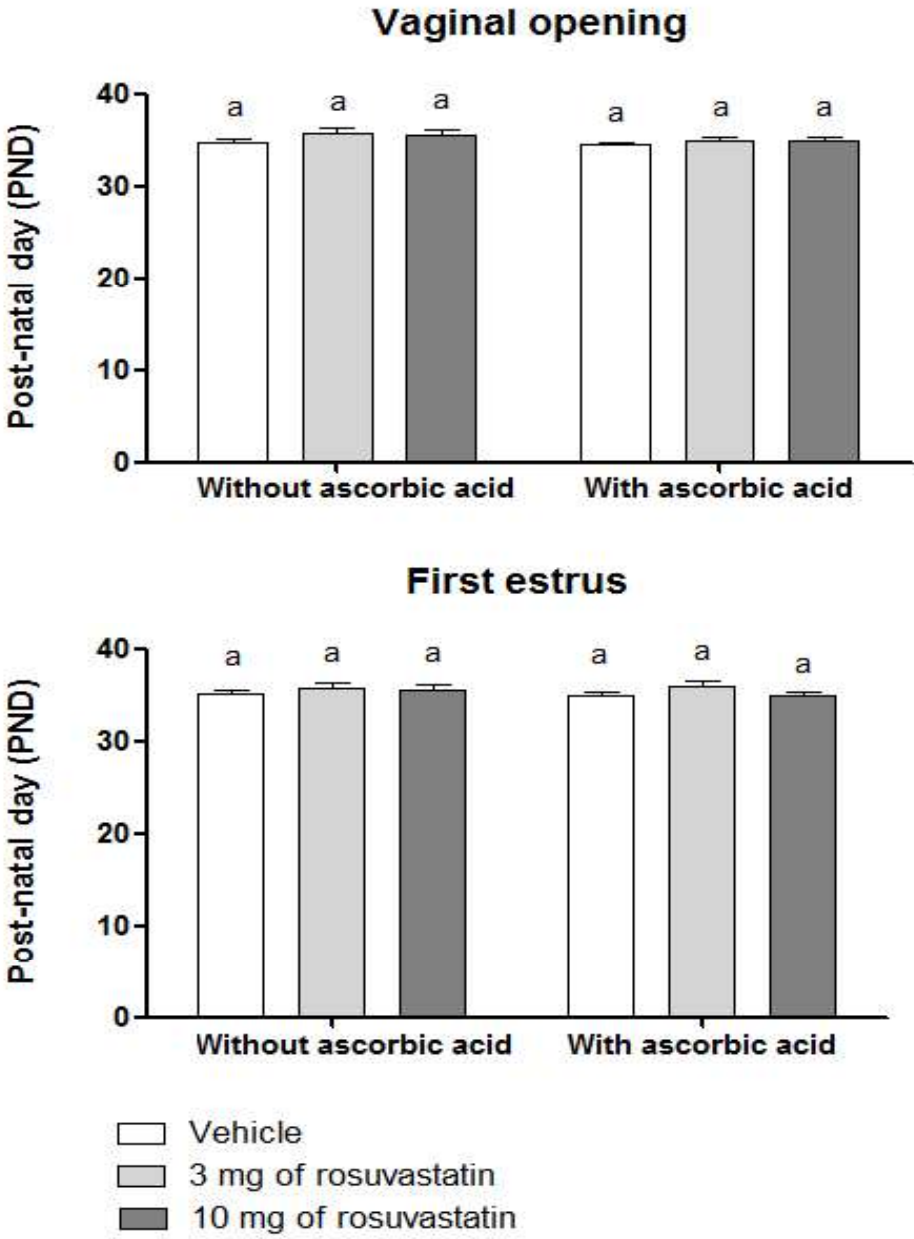 Vaginal opening
Post-natal day (PND)
40
30
20
10
0
a a a a a a
Without ascorbic acid With ascorbic acid
First estrus
Post-natal day (PND)
40
30
20
10
0
a a a a a a
Without ascorbic acid With ascorbic acid
Vehicle
3 mg of rosuvastatin
10 mg of rosuvastatin